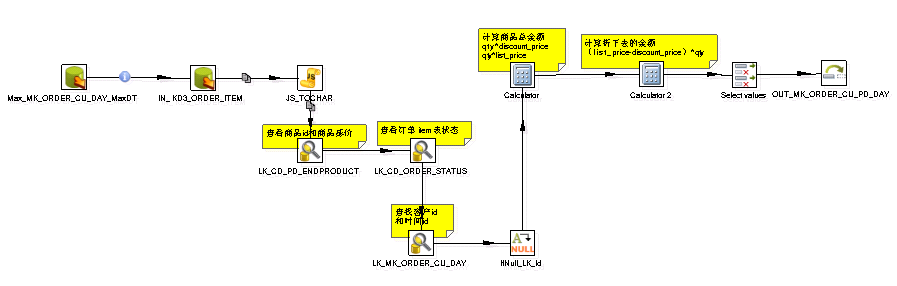 计算商品总金额
qty*discount_price
qty*list_price
计算折下去的金额
(list_price-discount_price)*qty
Max_MK_ORDER_CU_DAY_MaxDT
IN_KD3_ORDER_ITEM
JS
JS_TOCHAR
Calculator
Calculator 2
Select values
OUT_MK_ORDER_CU_PD_DAY
查看商品id和商品原价
查看订单item表状态
LK_CD_PD_ENDPRODUCT
LK_CD_ORDER_STATUS
查找客户id
和时间id
A
NULL
LK_MK_ORDER_CU_DAY
IfNull_LK_Id